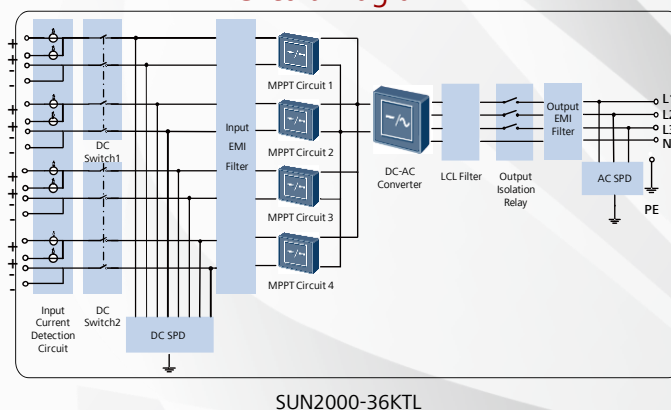 +
+
-
-
+
+
-
-
+
+
-
-
+
+
-
-
DC
Switch1
Input
EMI
Filter
MPPT Circuit 1
MPPT Circuit 2
MPPT Circuit 3
MPPT Circuit 4
DC-AC
Converter
LCL Filter
Output
Isolation
Relay
Output
EMI
Filter
L1
L2
L3
N
AC SPD
PE
Input
Current
Detection
Circuit
DC
Switch2
DC SPD
SUN2000-36KTL